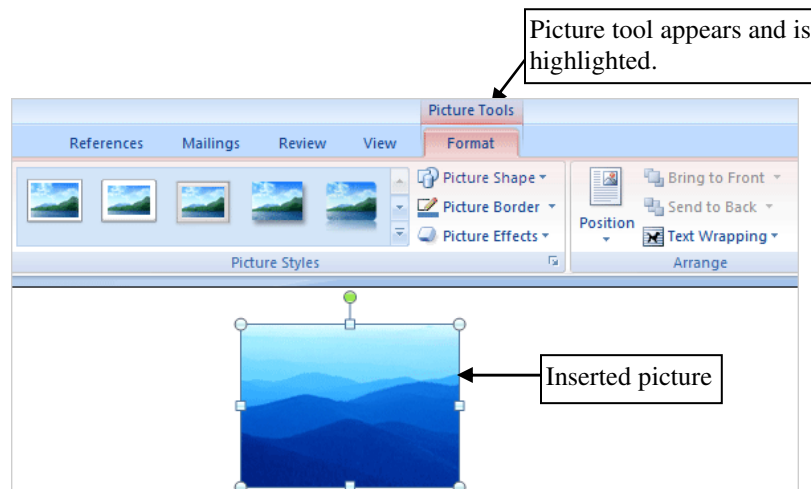 Picture tool appears and is
highlighted.
Picture Tools
References Mailings Review View Format
Picture Shape
Picture Border
Picture Effects
Position
Bring to Front
Send to Back
Text Wrapping
Picture Styles
Arrange
Inserted picture